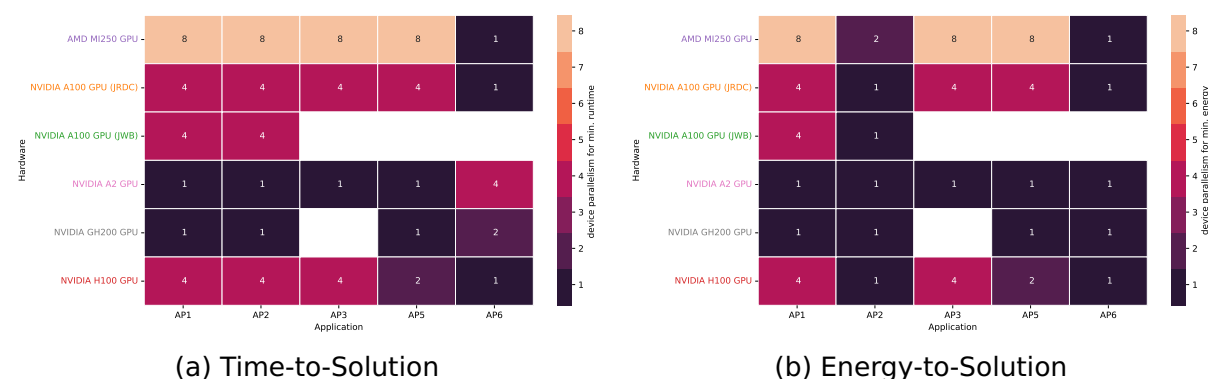 AMD MI250 GPU 8 8 8 8 1
NVIDIA A100 GPU (JRDC) 4 4 4 4 1
NVIDIA A100 GPU (JWB) 4 4
NVIDIA A2 GPU 1 1 1 1 4
NVIDIA GH200 GPU 1 1 1 2
NVIDIA H100 GPU 4 4 4 2 1
AP1 AP2 AP3 AP5 AP6
Application
Hardware
8
7
6
5
4
3
2
1
device parallelism for min. runtime
(a) Time-to-Solution
AMD MI250 GPU 8 2 8 8 1
NVIDIA A100 GPU (JRDC) 4 1 4 4 1
NVIDIA A100 GPU (JWB) 4 1
NVIDIA A2 GPU 1 1 1 1 1
NVIDIA GH200 GPU 1 1 1 1
NVIDIA H100 GPU 4 1 4 2 1
AP1 AP2 AP3 AP5 AP6
Application
Hardware
8
7
6
5
4
3
2
1
device parallelism for min. energy
(b) Energy-to-Solution